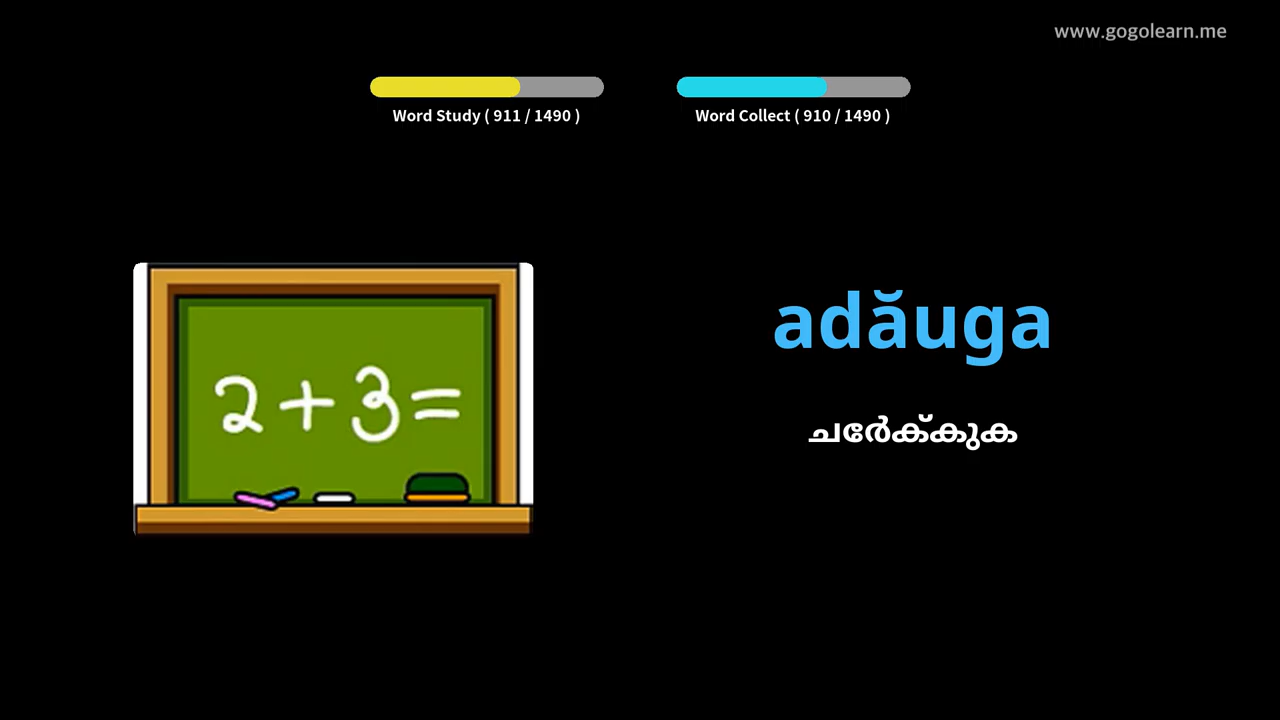 www.gogolearn.me
Word Study ( 911 / 1490 )
Word Collect ( 910 / 1490 )
2+3=
adăuga
ചേർക്കുക